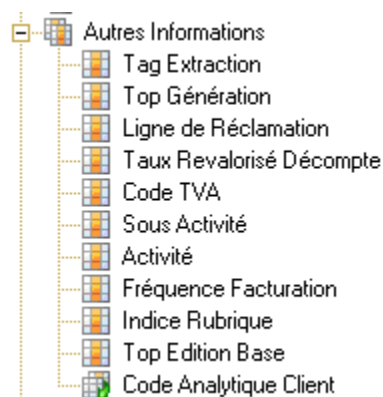 Autres Informations
Tag Extraction
Top Génération
Ligne de Réclamation
Taux Revalorisé Décompte
Code TVA
Sous Activité
Activité
Fréquence Facturation
Indice Rubrique
Top Edition Base
Code Analytique Client